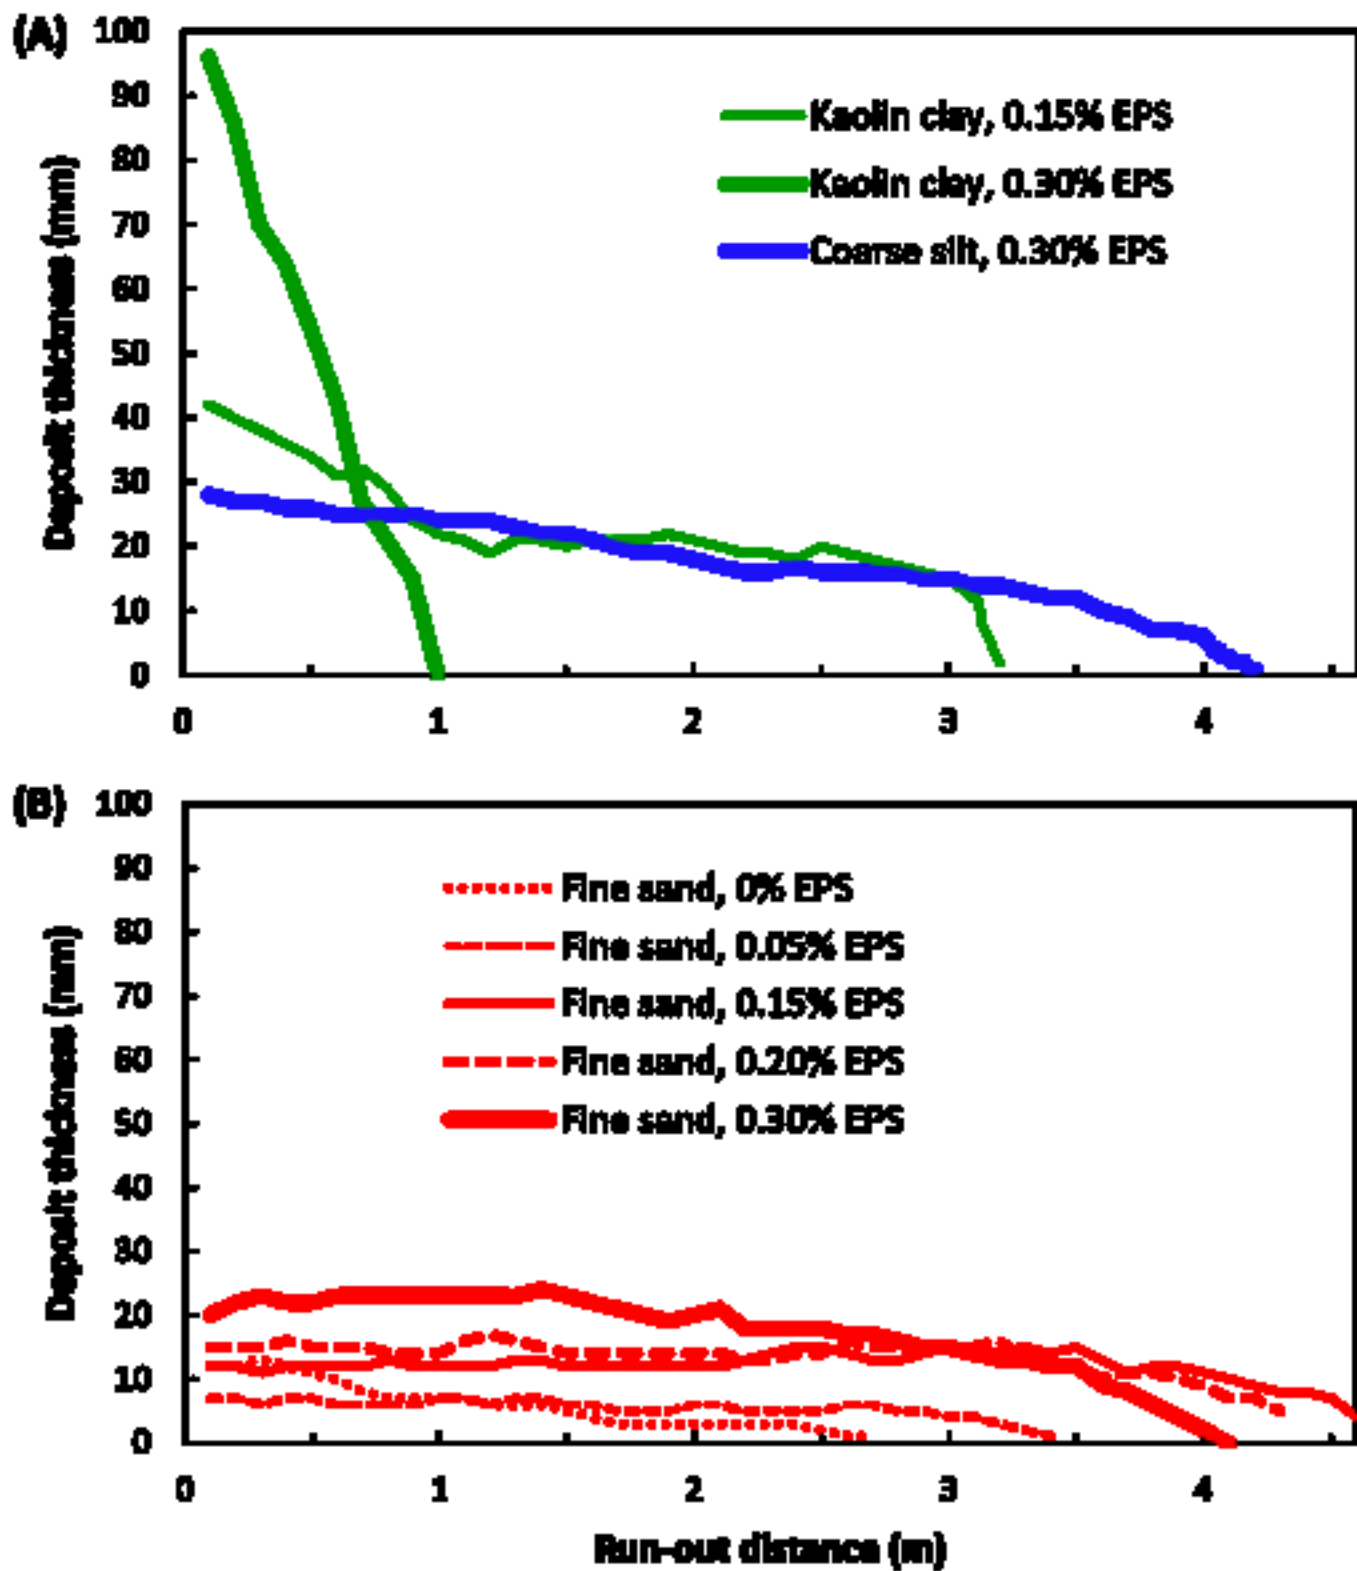 (A)
100
90
80
70
60
50
40
30
20
10
0
Deposit thickness (mm)
Kaolin clay, 0.15% EPS
Kaolin clay, 0.30% EPS
Coarse silt, 0.30% EPS
0 1 2 3 4
(B)
100
90
80
70
60
50
40
30
20
10
0
Deposit thickness (mm)
Fine sand, 0% EPS
Fine sand, 0.05% EPS
Fine sand, 0.15% EPS
Fine sand, 0.20% EPS
Fine sand, 0.30% EPS
0 1 2 3 4
Run-out distance (m)